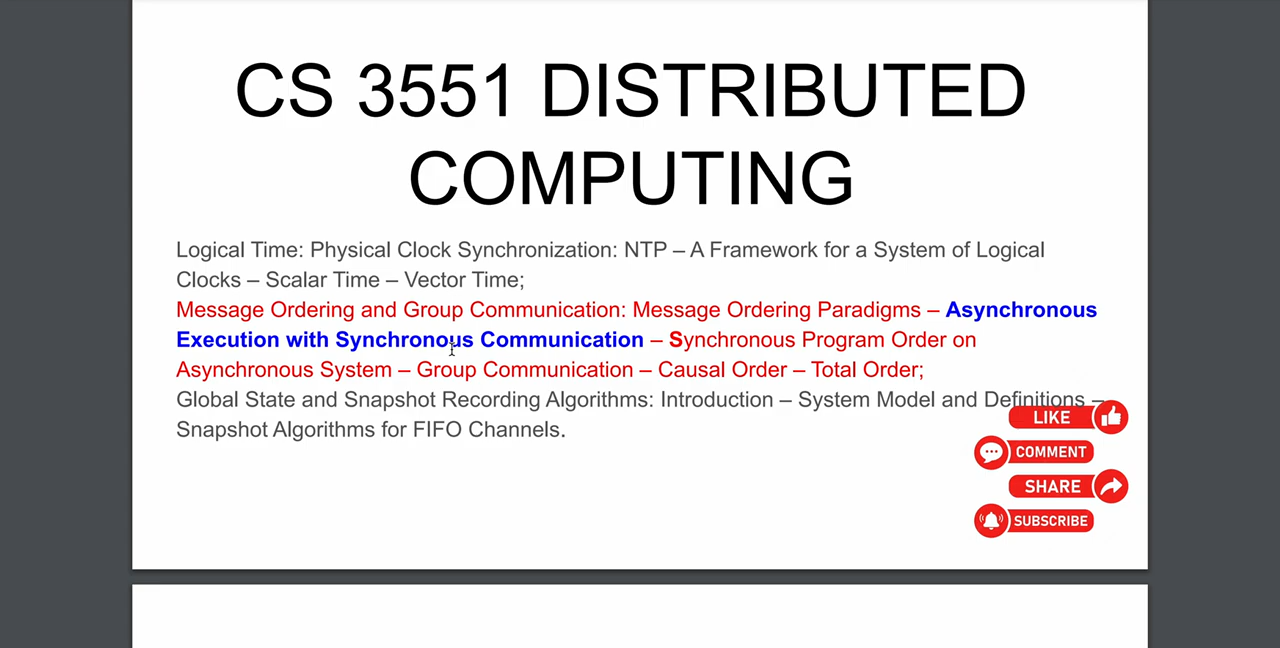 CS 3551 DISTRIBUTED
COMPUTING
Logical Time: Physical Clock Synchronization: NTP – A Framework for a System of Logical
Clocks – Scalar Time – Vector Time;
Message Ordering and Group Communication: Message Ordering Paradigms – Asynchronous
Execution with Synchronous Communication – Synchronous Program Order on
Asynchronous System – Group Communication – Causal Order – Total Order;
Global State and Snapshot Recording Algorithms: Introduction – System Model and Definitions –
Snapshot Algorithms for FIFO Channels.
LIKE
COMMENT
SHARE
SUBSCRIBE